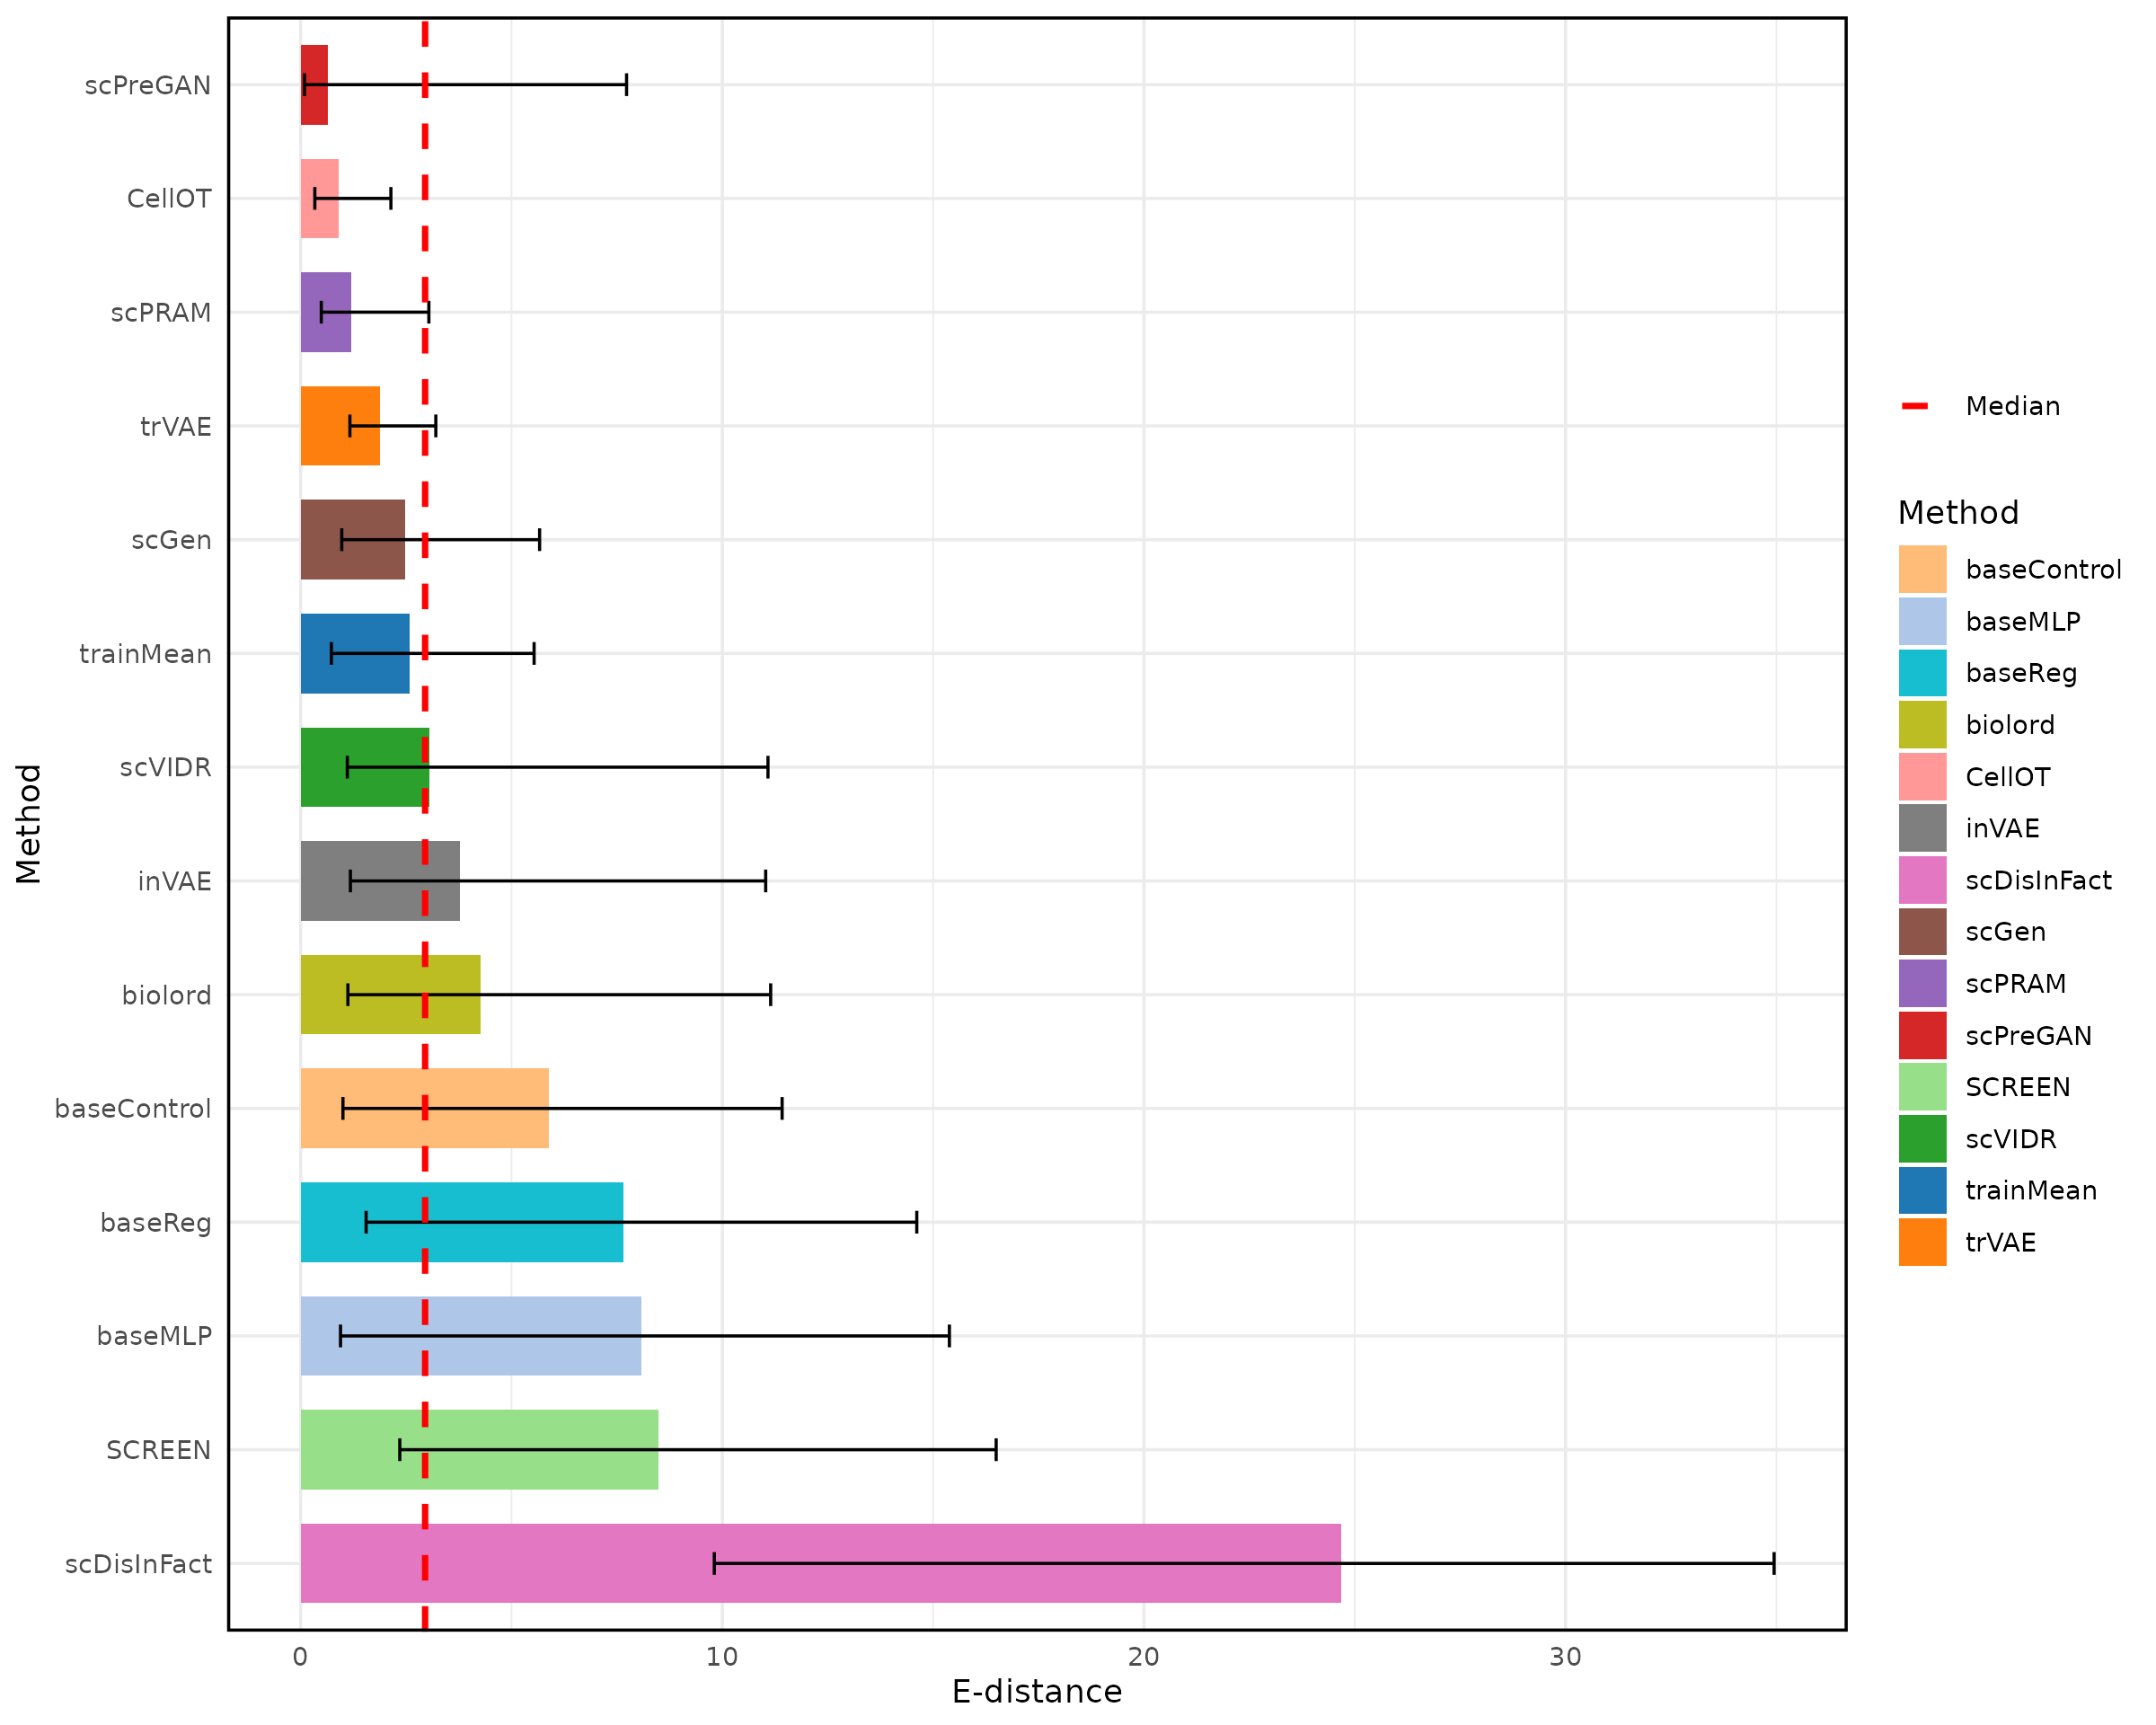 scPreGAN
CellOT
scPRAM
trVAE
scGen
trainMean
scVIDR
inVAE
biolord
baseControl
baseReg
baseMLP
SCREEN
scDisInFact
Method
0 10 20 30
E-distance
Median
Method
baseControl
baseMLP
baseReg
biolord
CellOT
inVAE
scDisInFact
scGen
scPRAM
scPreGAN
SCREEN
scVIDR
trainMean
trVAE